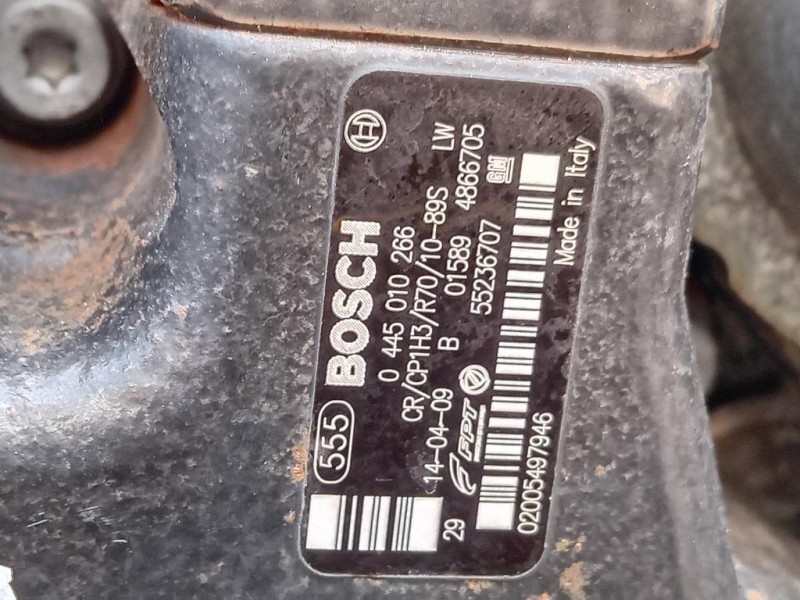 555 BOSCH
0 445 010 266
CR/CP1H3/R70/10-89S LW
14-04-09 B 01589 4866705
29 FPT 55236707 GM
02005497946 Made in Italy